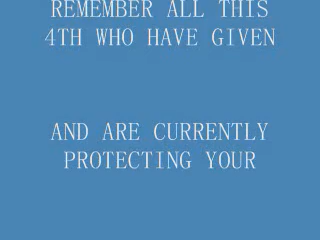 REMEMBER ALL THIS
4TH WHO HAVE GIVEN
AND ARE CURRENTLY
PROTECTING YOUR